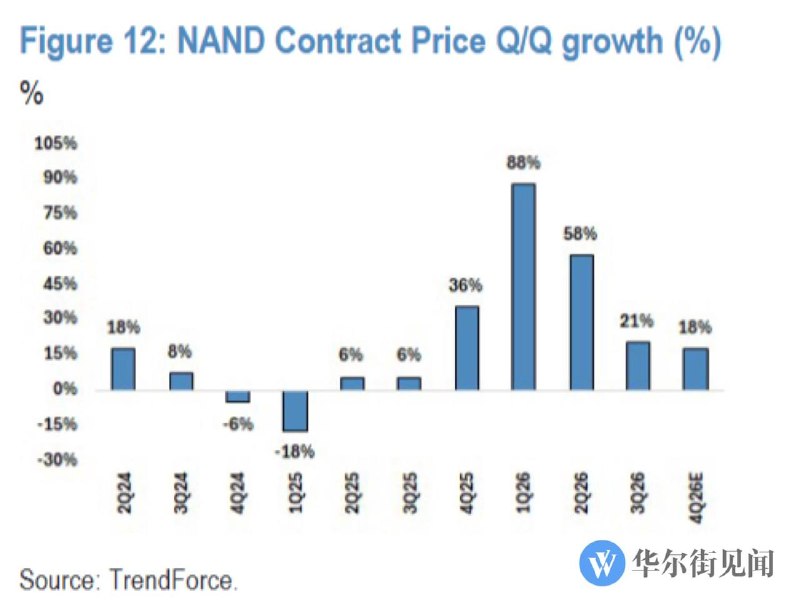 Figure 12: NAND Contract Price Q/Q growth (%)
%
105%
90%
75%
60%
45%
30%
15%
0%
-15%
-30%
18%
8%
-6%
-18%
6%
6%
36%
88%
58%
21%
18%
2Q24
3Q24
4Q24
1Q25
2Q25
3Q25
4Q25
1Q26
2Q26
3Q26
4Q26E
Source: TrendForce.
华尔街见闻